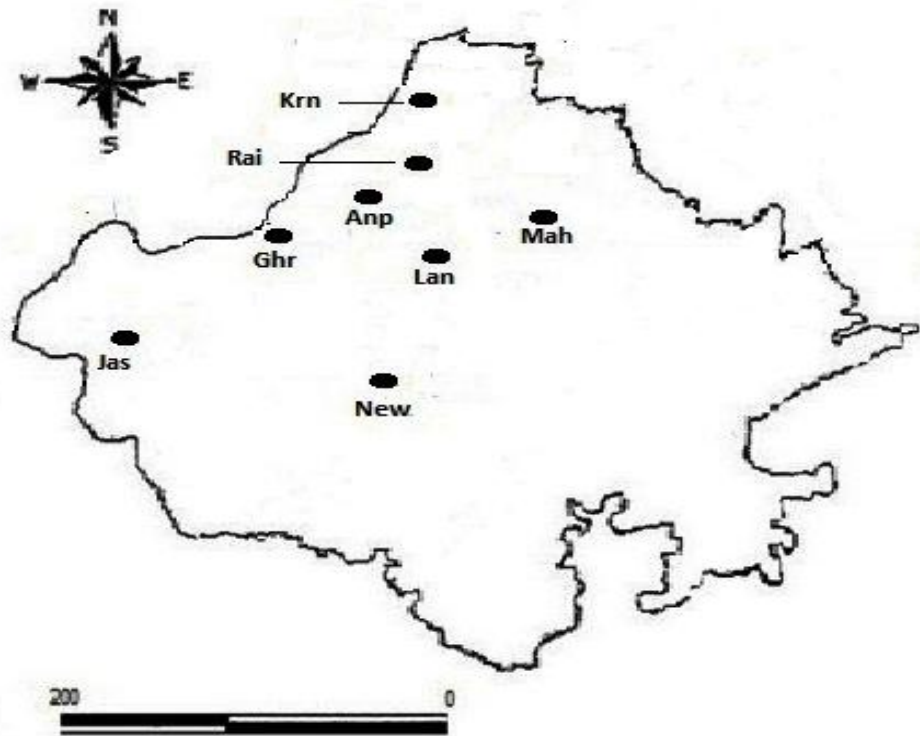 N
W E
S
Krn
Rai
Anp
Mah
Ghr
Lan
Jas
New
200 0